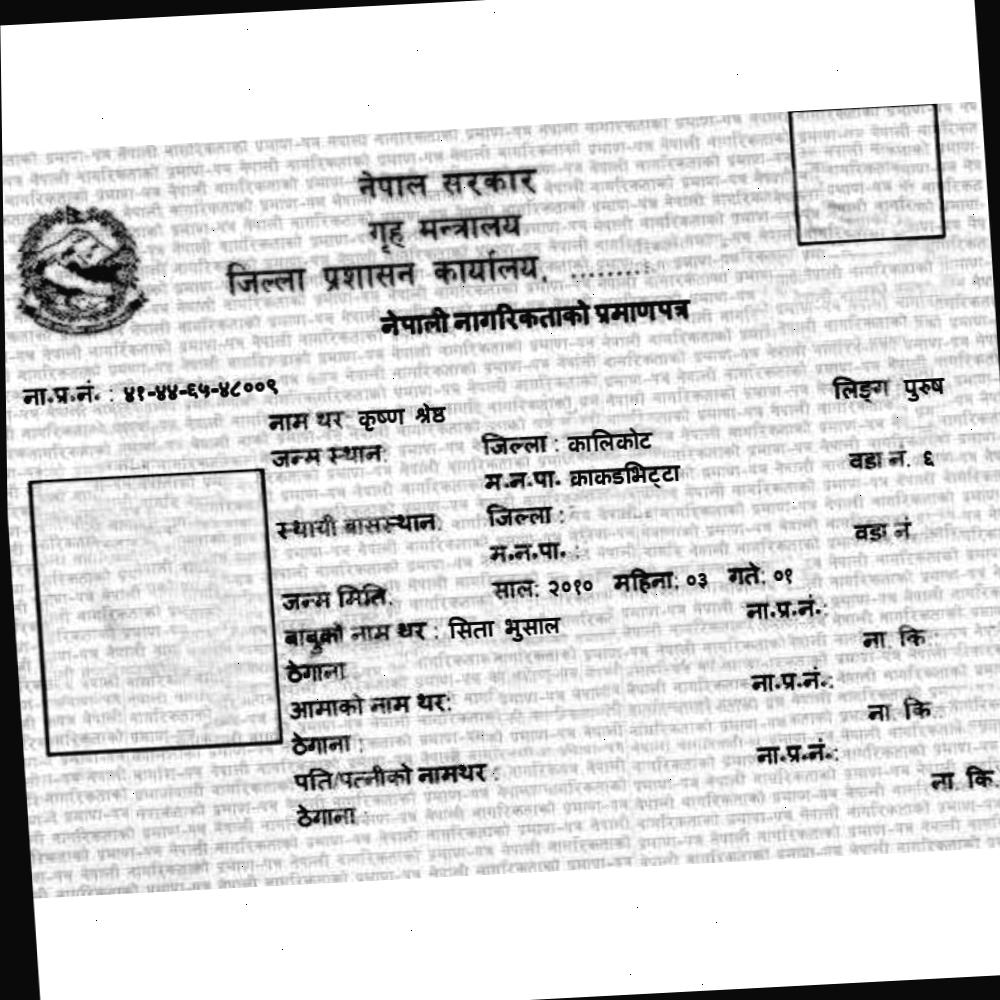 नेपाल सरकार
गृह मन्त्रालय
जिल्ला प्रशासन कार्यालय, ........
नेपाली नागरिकताको प्रमाणपत्र
ना.प्र.नं. : ४१-४४-६५-४८००९
लिङ्ग पुरुष
नाम थर कृष्ण श्रेष्ठ
जन्म स्थान: जिल्ला : कालिकोट
म.न.पा. काकडभिट्टा वडा नं. ६
स्थायी बासस्थान: जिल्ला :
म.न.पा. : वडा नं
जन्म मिति: साल: २०१० महिना: ०३ गते: ०१
बाबुको नाम थर : सिता भुसाल ना.प्र.नं.:
ठेगाना ना. कि.:
आमाको नाम थर: ना.प्र.नं.:
ठेगाना : ना. कि.:
पति/पत्नीको नामथर : ना.प्र.नं.:
ठेगाना : ना. कि.